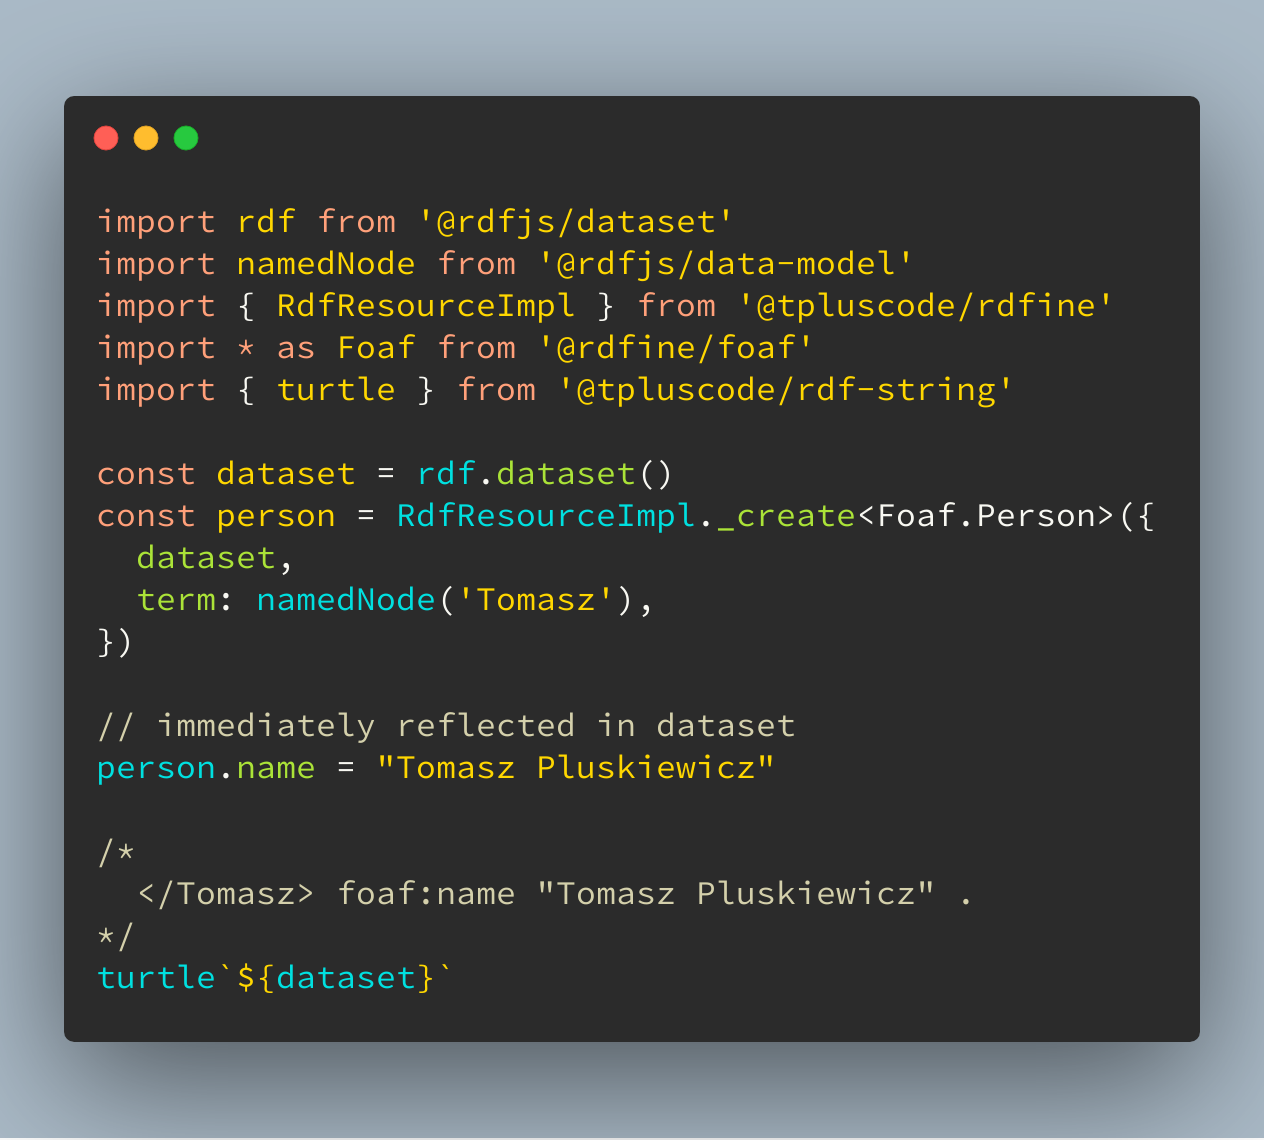 import rdf from '@rdfjs/dataset'
import namedNode from '@rdfjs/data-model'
import { RdfResourceImpl } from '@tpluscode/rdfine'
import * as Foaf from '@rdfine/foaf'
import { turtle } from '@tpluscode/rdf-string'

const dataset = rdf.dataset()
const person = RdfResourceImpl._create<Foaf.Person>({
  dataset,
  term: namedNode('Tomasz'),
})

// immediately reflected in dataset
person.name = "Tomasz Pluskiewicz"

/*
  </Tomasz> foaf:name "Tomasz Pluskiewicz" .
*/
turtle`${dataset}`